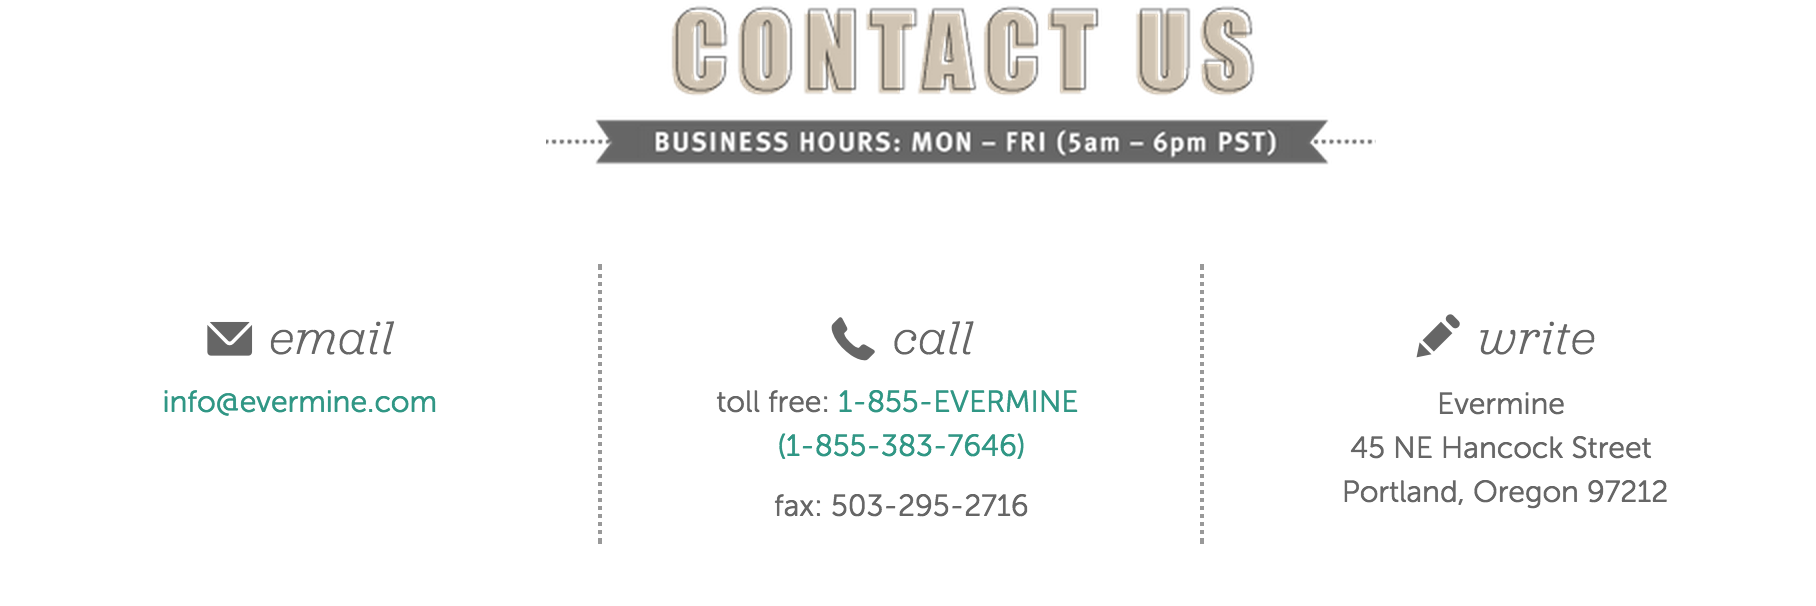 CONTACT US
BUSINESS HOURS: MON – FRI (5am – 6pm PST)
email
info@evermine.com
call
toll free: 1-855-EVERMINE
(1-855-383-7646)
fax: 503-295-2716
write
Evermine
45 NE Hancock Street
Portland, Oregon 97212